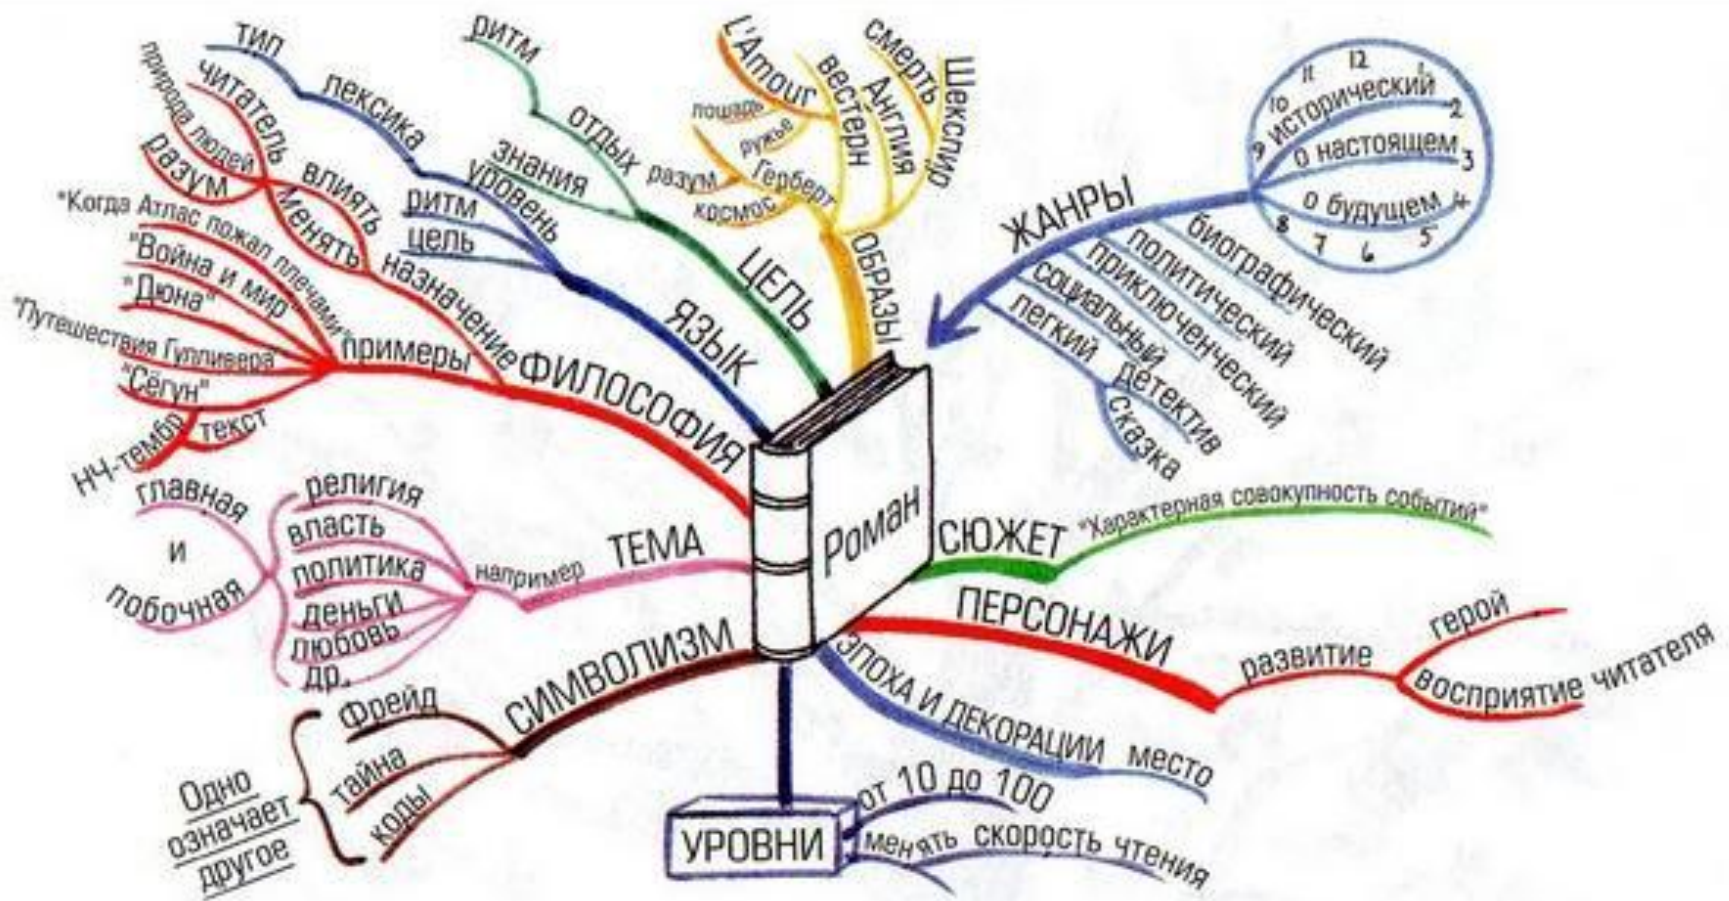 Роман
ЖАНРЫ
исторический
о настоящем
о будущем
12
1
2
3
4
5
6
7
8
9
10
11
биографический
политический
приключенческий
социальный
легкий
детектив
сказка
СЮЖЕТ
"Характерная совокупность событий"
ПЕРСОНАЖИ
развитие
герой
восприятие читателя
ЭПОХА И ДЕКОРАЦИИ
место
УРОВНИ
от 10 до 100
менять скорость чтения
СИМВОЛИЗМ
фрейд
тайна
коды
Одно
означает
другое
ТЕМА
например
религия
власть
политика
деньги
любовь
др.
главная
и
побочная
ФИЛОСОФИЯ
примеры
"Когда Атлас пожал плечами"
"Война и мир"
"Дюна"
"Путешествия Гулливера"
"Сёгун"
НЧ-тембр
текст
назначение
влиять
менять
читатель
природа людей
разум
ЯЗЫК
уровень
лексика
тип
ритм
цель
ЦЕЛЬ
знания
отдых
ритм
ОБРАЗЫ
Герберт
разум
космос
вестерн
L'Amour
лошадь
ружье
Англия
смерть
Шекспир